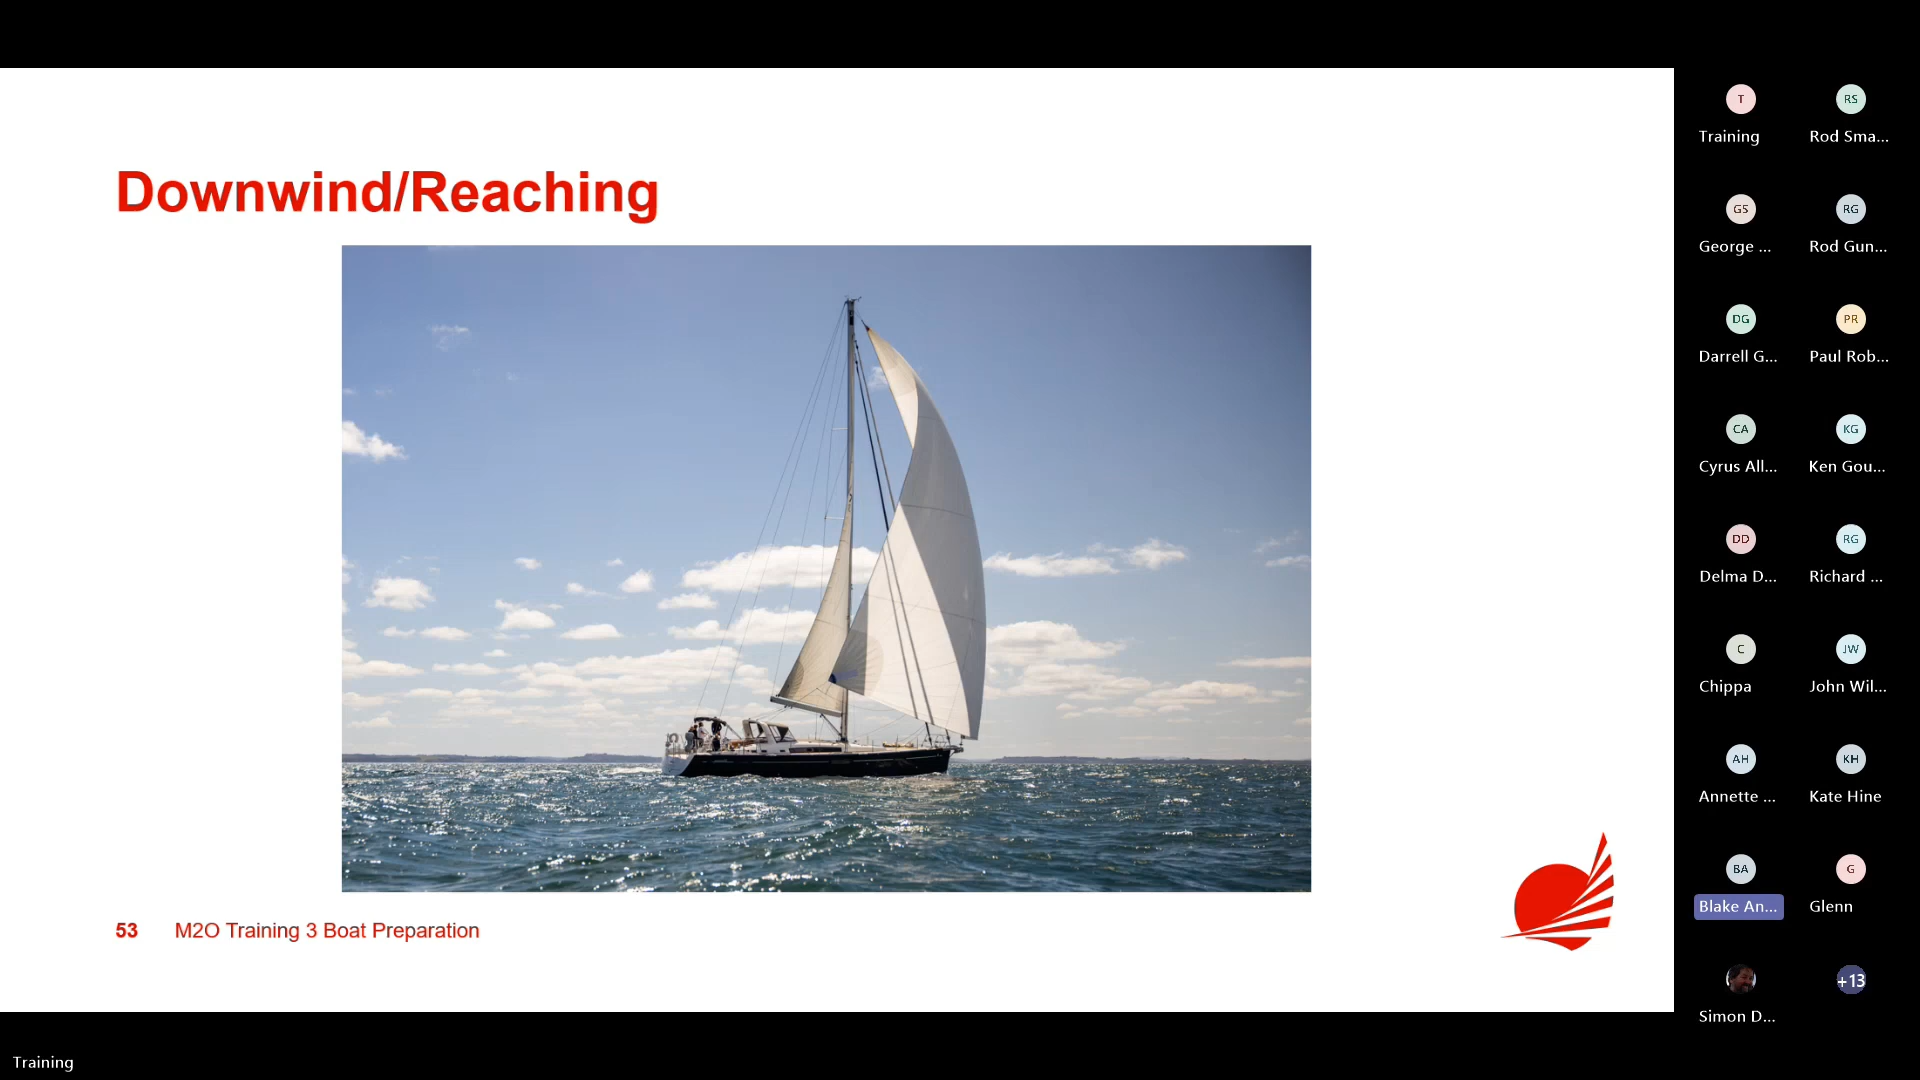 Downwind/Reaching
53 M2O Training 3 Boat Preparation
T
Training
RS
Rod Sma...
GS
George ...
RG
Rod Gun...
DG
Darrell G...
PR
Paul Rob...
CA
Cyrus All...
KG
Ken Gou...
DD
Delma D...
RG
Richard ...
C
Chippa
JW
John Wil...
AH
Annette ...
KH
Kate Hine
BA
Blake An...
G
Glenn
Simon D...
+13
Training